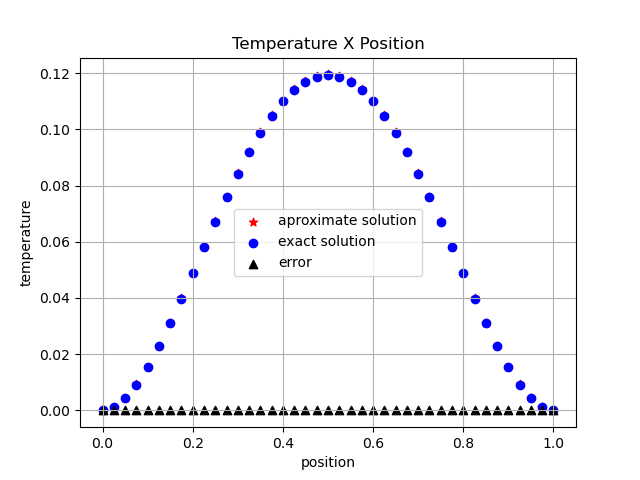 Temperature X Position
temperature
0.12
0.10
0.08
0.06
0.04
0.02
0.00
aproximate solution
exact solution
error
0.0 0.2 0.4 0.6 0.8 1.0
position